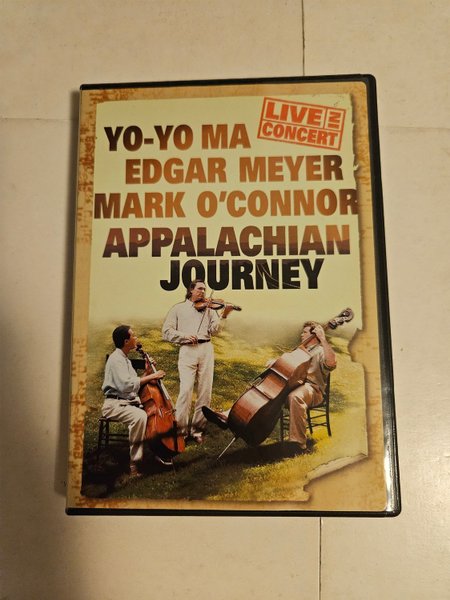 LIVE IN
CONCERT
YO-YO MA
EDGAR MEYER
MARK O'CONNOR
APPALACHIAN
JOURNEY